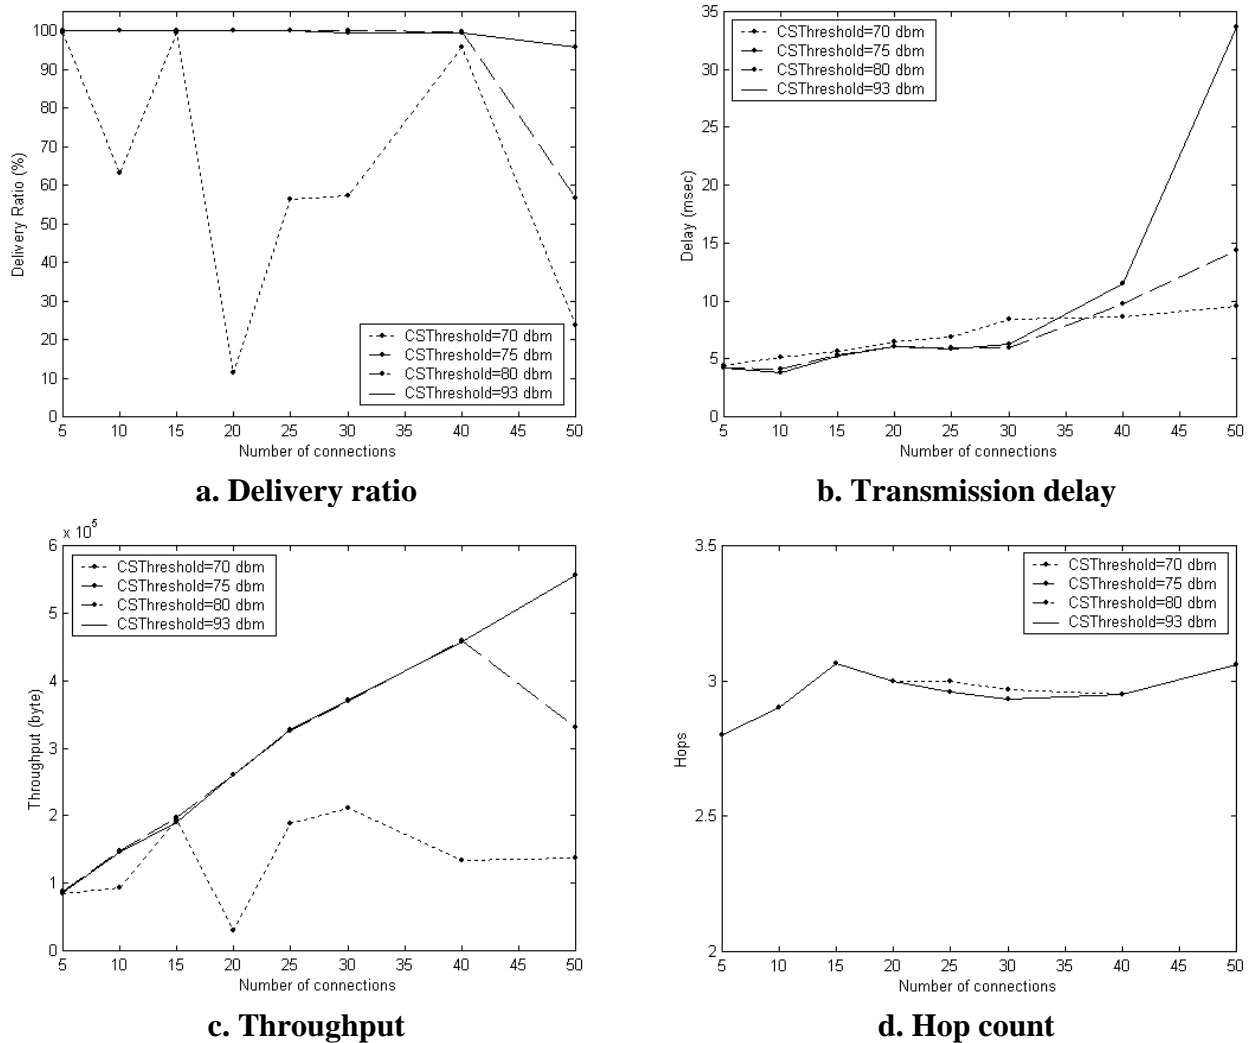 100
90
80
70
60
50
40
30
20
10
0
Delivery Ratio (%)
CSThreshold=70 dbm
CSThreshold=75 dbm
CSThreshold=80 dbm
CSThreshold=93 dbm
5 10 15 20 25 30 35 40 45 50
Number of connections
a. Delivery ratio
35
30
25
20
15
10
5
0
Delay (msec)
CSThreshold=70 dbm
CSThreshold=75 dbm
CSThreshold=80 dbm
CSThreshold=93 dbm
5 10 15 20 25 30 35 40 45 50
Number of connections
b. Transmission delay
x 10^5
6
5
4
3
2
1
0
Throughput (byte)
CSThreshold=70 dbm
CSThreshold=75 dbm
CSThreshold=80 dbm
CSThreshold=93 dbm
5 10 15 20 25 30 35 40 45 50
Number of connections
c. Throughput
3.5
3
2.5
2
Hops
CSThreshold=70 dbm
CSThreshold=75 dbm
CSThreshold=80 dbm
CSThreshold=93 dbm
5 10 15 20 25 30 35 40 45 50
Number of connections
d. Hop count